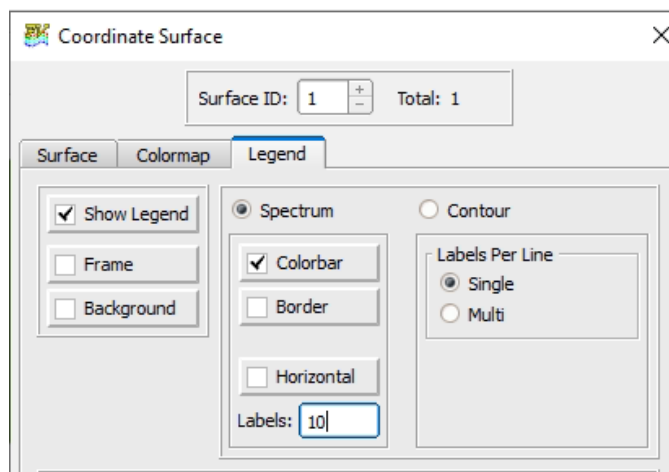 Coordinate Surface
Surface ID: 1 Total: 1
Surface Colormap Legend
Show Legend
Frame
Background
Spectrum
Colorbar
Border
Horizontal
Labels: 10
Contour
Labels Per Line
Single
Multi